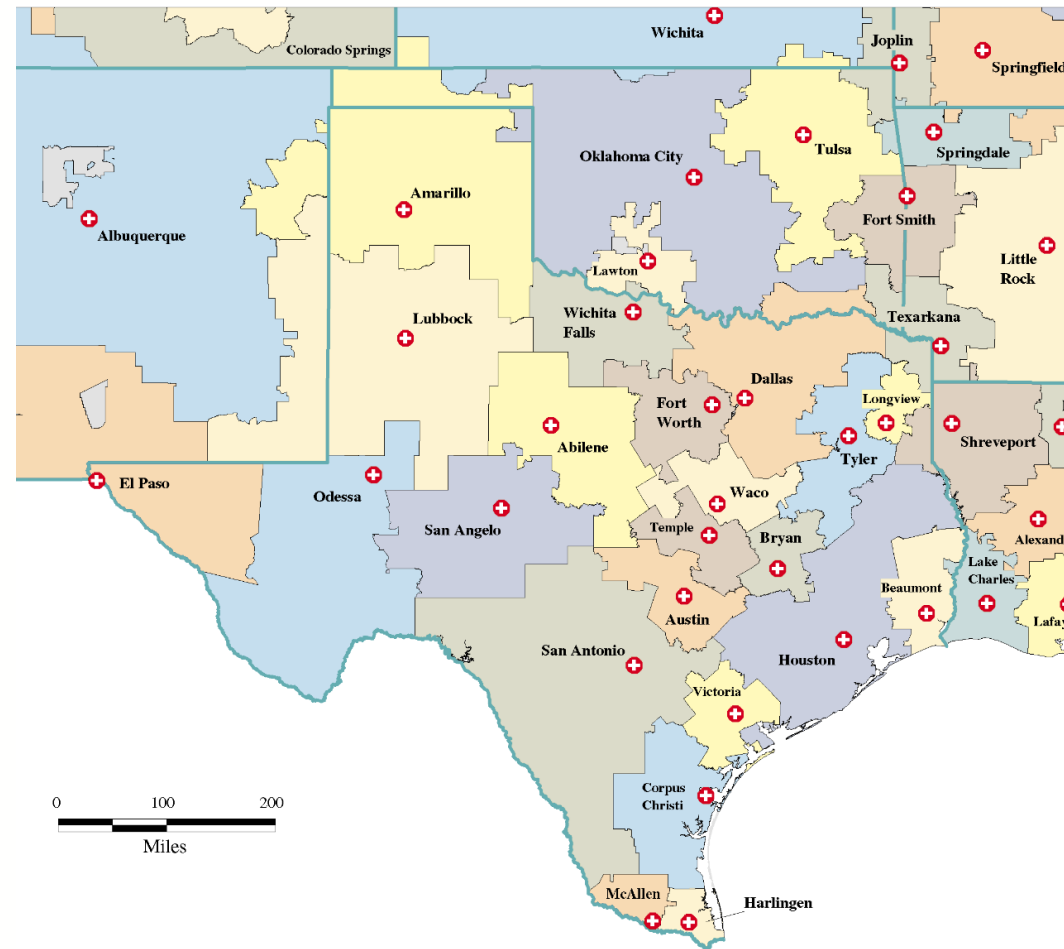 Colorado Springs
Wichita
Joplin
Springfield
Albuquerque
Amarillo
Oklahoma City
Tulsa
Springdale
Fort Smith
Little
Rock
Lawton
Lubbock
Wichita
Falls
Texarkana
Dallas
Fort
Worth
Longview
Abilene
Tyler
Shreveport
El Paso
Odessa
San Angelo
Waco
Temple
Bryan
Alexand
Lake
Charles
Beaumont
Austin
Lafay
San Antonio
Houston
Victoria
Corpus
Christi
0 100 200
Miles
McAllen
Harlingen